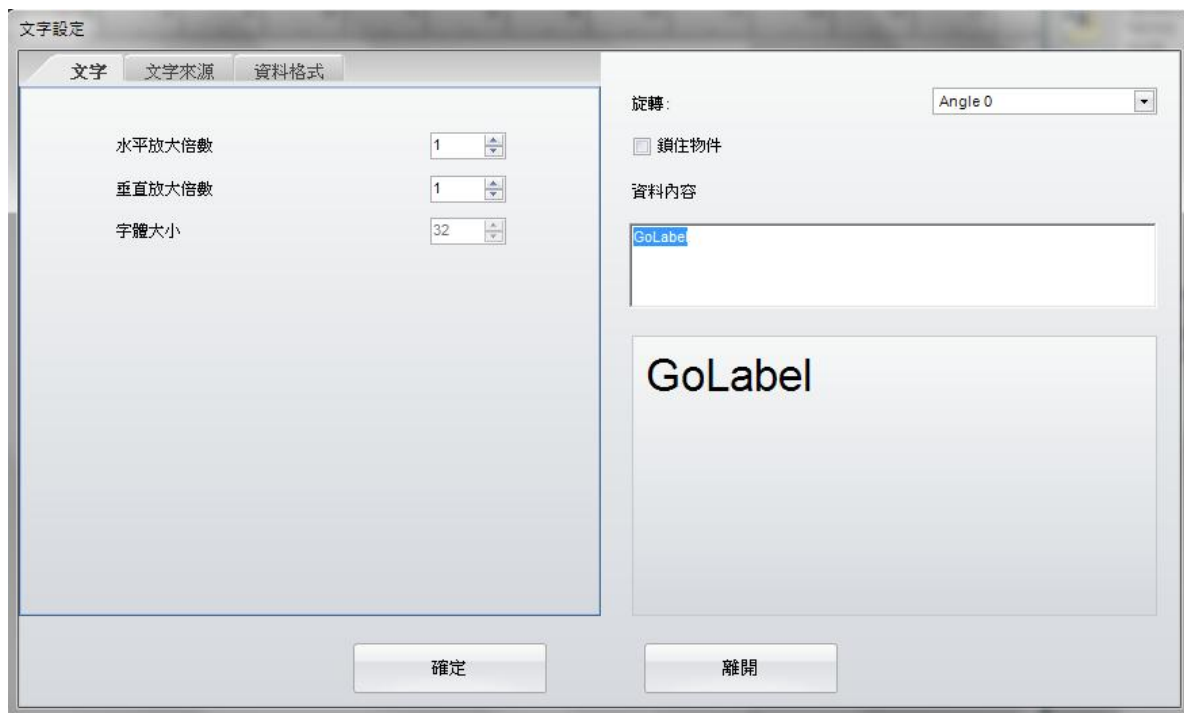 文字設定
文字 文字來源 資料格式
水平放大倍數 1
垂直放大倍數 1
字體大小 32
旋轉: Angle 0
鎖住物件
資料內容
GoLabel
GoLabel
確定 離開